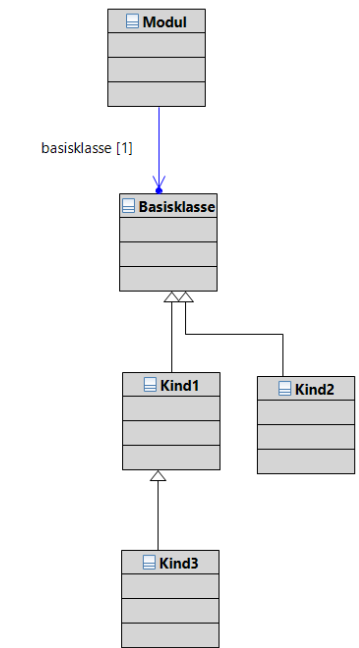 Modul
basisklasse [1]
Basisklasse
Kind1
Kind2
Kind3